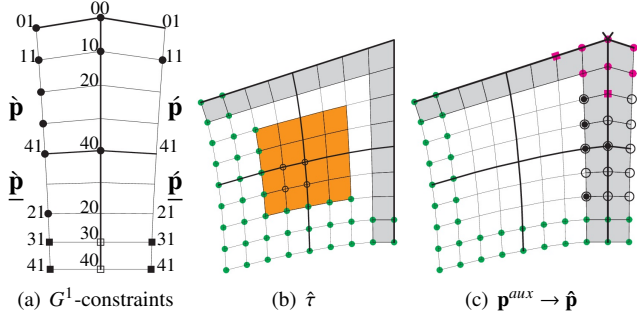 00
01 01
10
11 11
20
p̀ ṕ
41 40 41
p̀ ṕ
21 20 21
30
31 31
40
41 41
(a) G¹-constraints (b) τ̂ (c) pᵃᵘˣ → p̂